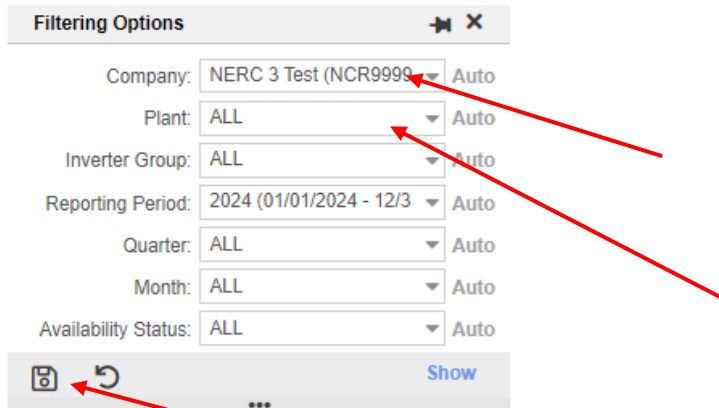 Filtering Options
Company: NERC 3 Test (NCR9999 Auto
Plant: ALL Auto
Inverter Group: ALL Auto
Reporting Period: 2024 (01/01/2024 - 12/3 Auto
Quarter: ALL Auto
Month: ALL Auto
Availability Status: ALL Auto
Show